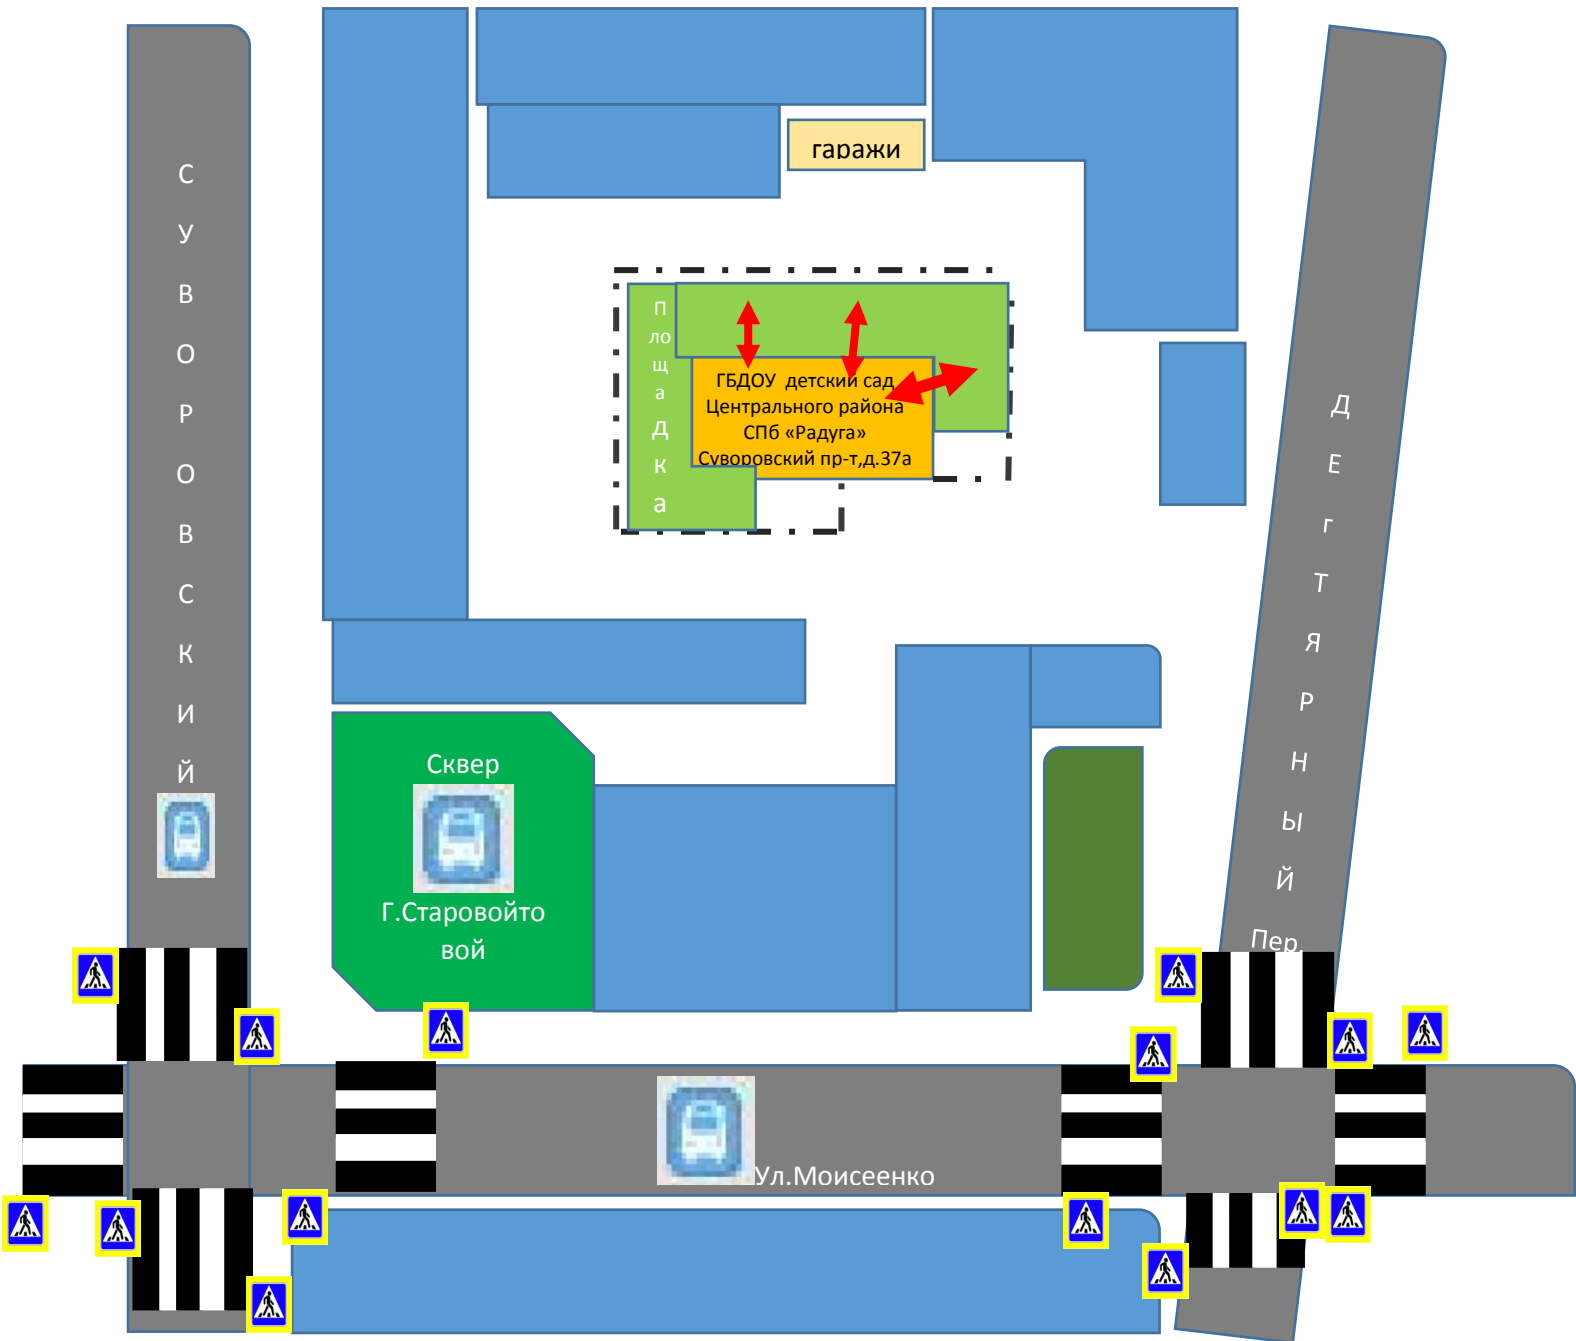 гаражи
С
У
В
О
Р
О
В
С
К
И
Й
П
ло
щ
а
д
к
а
ГБДОУ детский сад
Центрального района
СПб «Радуга»
Суворовский пр-т,д.37а
Д
Е
г
Т
Я
Р
Н
Ы
Й
Пер.
Сквер
Г.Старовойто
вой
Ул.Моисеенко